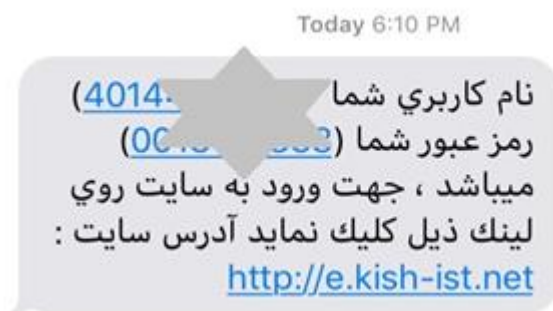 Today 6:10 PM
نام كاربري شما (4014
رمز عبور شما (00
ميباشد ، جهت ورود به سايت روي
لينك ذيل كليك نمايد آدرس سايت :
http://e.kish-ist.net